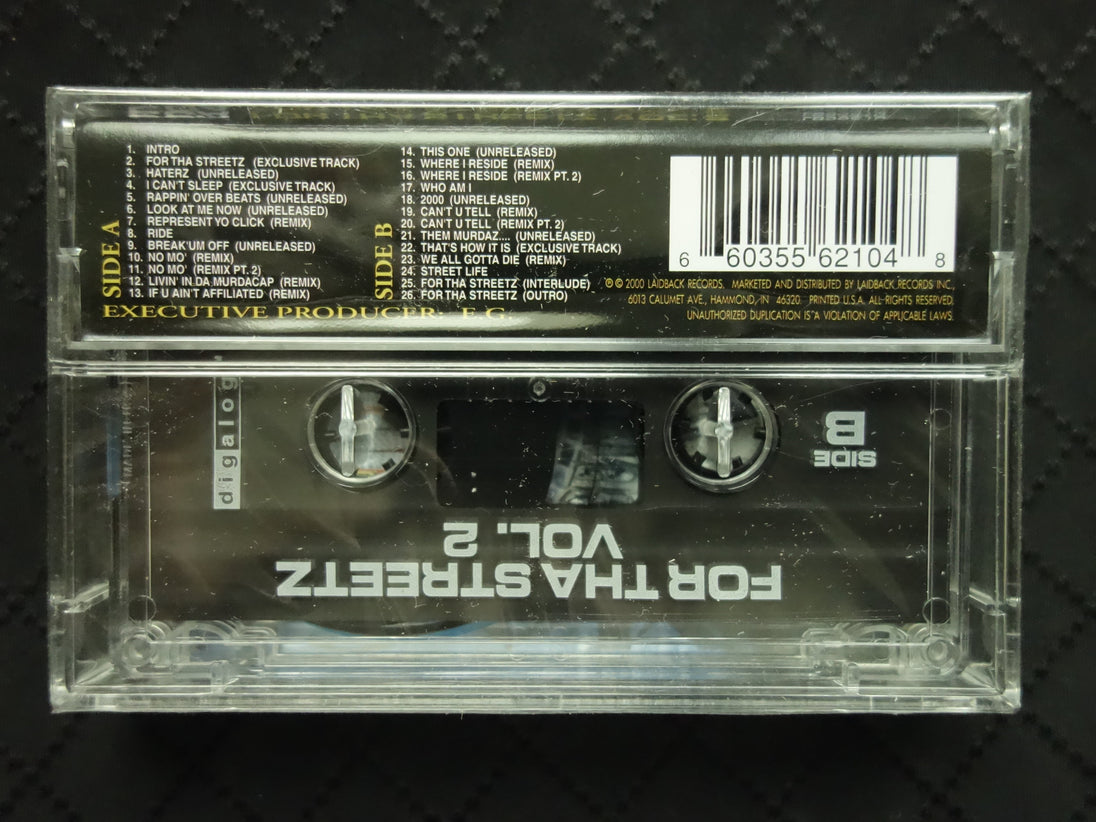 SIDE A
1. INTRO
2. FOR THA STREETZ (EXCLUSIVE TRACK)
3. HATERZ (UNRELEASED)
4. I CAN'T SLEEP (EXCLUSIVE TRACK)
5. RAPPIN' OVER BEATS (UNRELEASED)
6. LOOK AT ME NOW (UNRELEASED)
7. REPRESENT YO CLICK (REMIX)
8. RIDE
9. BREAK'UM OFF (UNRELEASED)
10. NO MO' (REMIX)
11. NO MO' (REMIX PT. 2)
12. LIVIN' IN DA MURDACAP (REMIX)
13. IF U AIN'T AFFILIATED (REMIX)
SIDE B
14. THIS ONE (UNRELEASED)
15. WHERE I RESIDE (REMIX)
16. WHERE I RESIDE (REMIX PT. 2)
17. WHO AM I
18. 2000 (UNRELEASED)
19. CAN'T U TELL (REMIX)
20. CAN'T U TELL (REMIX PT. 2)
21. THEM MURDAZ.... (UNRELEASED)
22. THAT'S HOW IT IS (EXCLUSIVE TRACK)
23. WE ALL GOTTA DIE (REMIX)
24. STREET LIFE
25. FOR THA STREETZ (INTERLUDE)
26. FOR THA STREETZ (OUTRO)
EXECUTIVE PRODUCER: E.G.
6 60355 62104 8
℗ © 2000 LAIDBACK RECORDS. MARKETED AND DISTRIBUTED BY LAIDBACK RECORDS INC.,
6013 CALUMET AVE., HAMMOND, IN 46320. PRINTED U.S.A. ALL RIGHTS RESERVED.
UNAUTHORIZED DUPLICATION IS A VIOLATION OF APPLICABLE LAWS.
digalog
SIDE
B
FOR THA STREETZ
VOL. 2